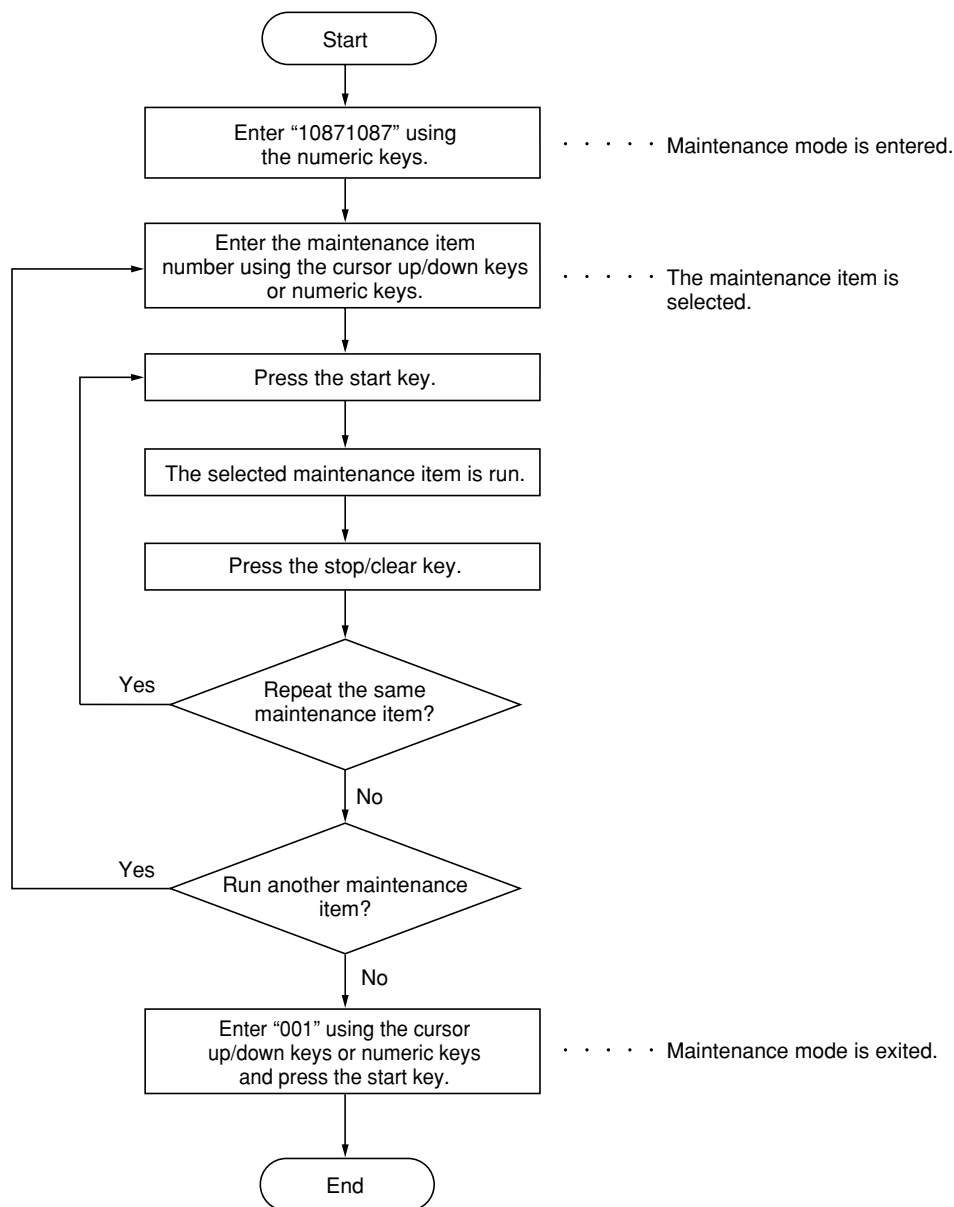 Start
Enter “10871087” using
the numeric keys.
· · · · · Maintenance mode is entered.
Enter the maintenance item
number using the cursor up/down keys
or numeric keys.
· · · · · The maintenance item is
selected.
Press the start key.
The selected maintenance item is run.
Press the stop/clear key.
Yes
Repeat the same
maintenance item?
No
Yes
Run another maintenance
item?
No
Enter “001” using the cursor
up/down keys or numeric keys
and press the start key.
· · · · · Maintenance mode is exited.
End